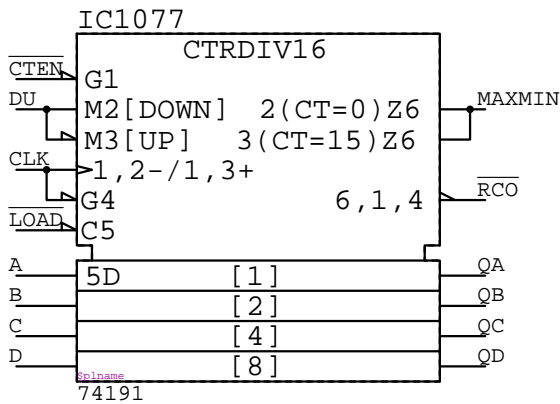 IC1077
CTRDIV16
CTEN
G1
DU
M2[DOWN] 2(CT=0)Z6
MAXMIN
M3[UP] 3(CT=15)Z6
CLK
1,2-/1,3+
G4
6,1,4
RCO
LOAD
C5
A
5D
[1]
QA
B
[2]
QB
C
[4]
QC
D
[8]
QD
$plname
74191